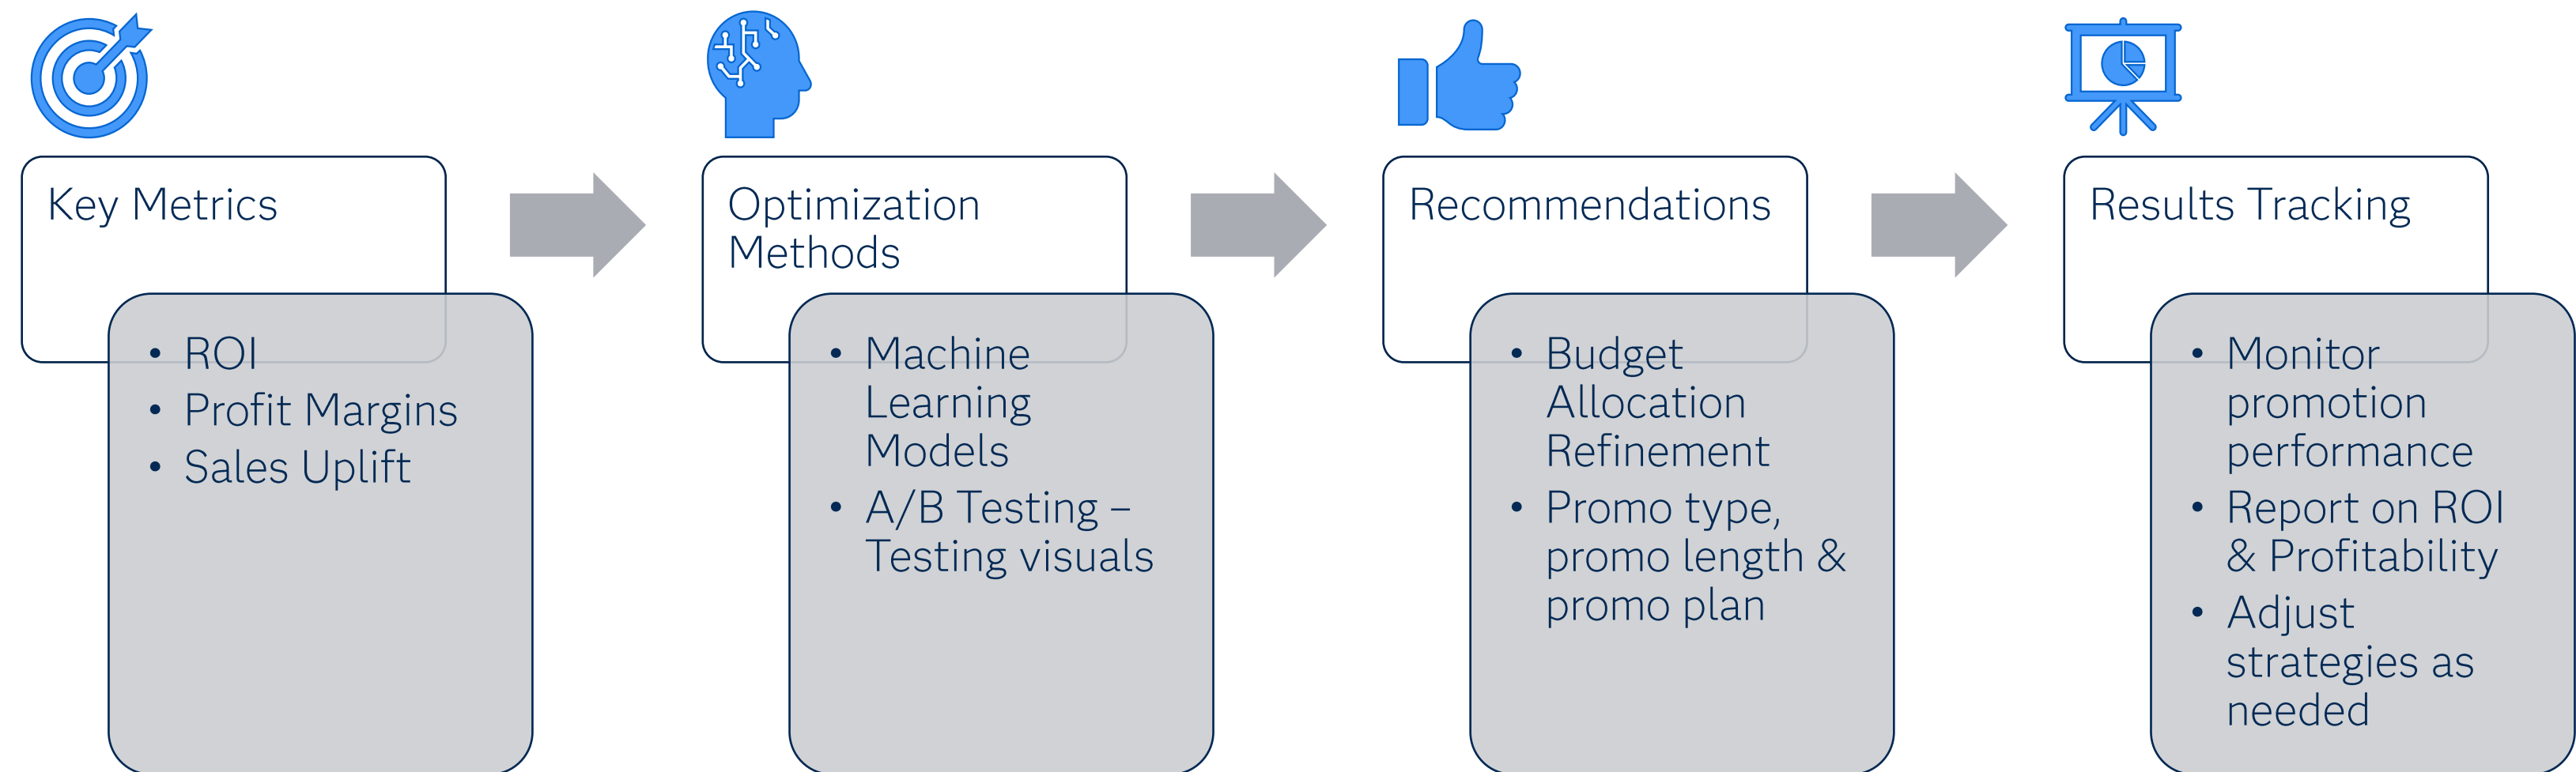 Key Metrics
• ROI
• Profit Margins
• Sales Uplift
Optimization
Methods
• Machine
Learning
Models
• A/B Testing –
Testing visuals
Recommendations
• Budget
Allocation
Refinement
• Promo type,
promo length &
promo plan
Results Tracking
• Monitor
promotion
performance
• Report on ROI
& Profitability
• Adjust
strategies as
needed